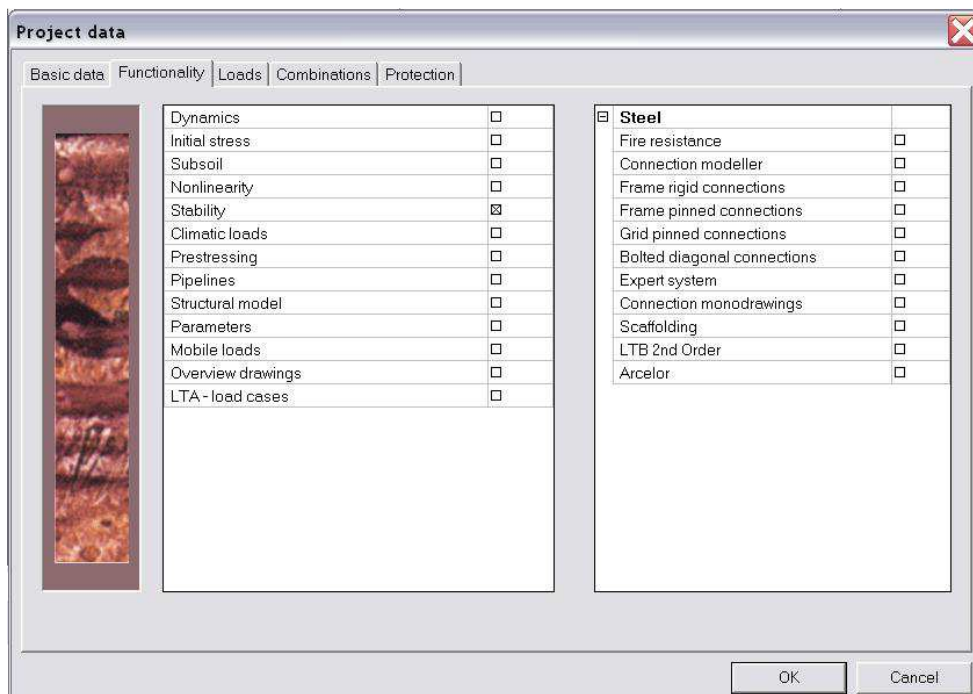 Project data
Basic data Functionality Loads Combinations Protection
Dynamics
Initial stress
Subsoil
Nonlinearity
Stability
Climatic loads
Prestressing
Pipelines
Structural model
Parameters
Mobile loads
Overview drawings
LTA - load cases
Steel
Fire resistance
Connection modeller
Frame rigid connections
Frame pinned connections
Grid pinned connections
Bolted diagonal connections
Expert system
Connection monodrawings
Scaffolding
LTB 2nd Order
Arcelor
OK Cancel